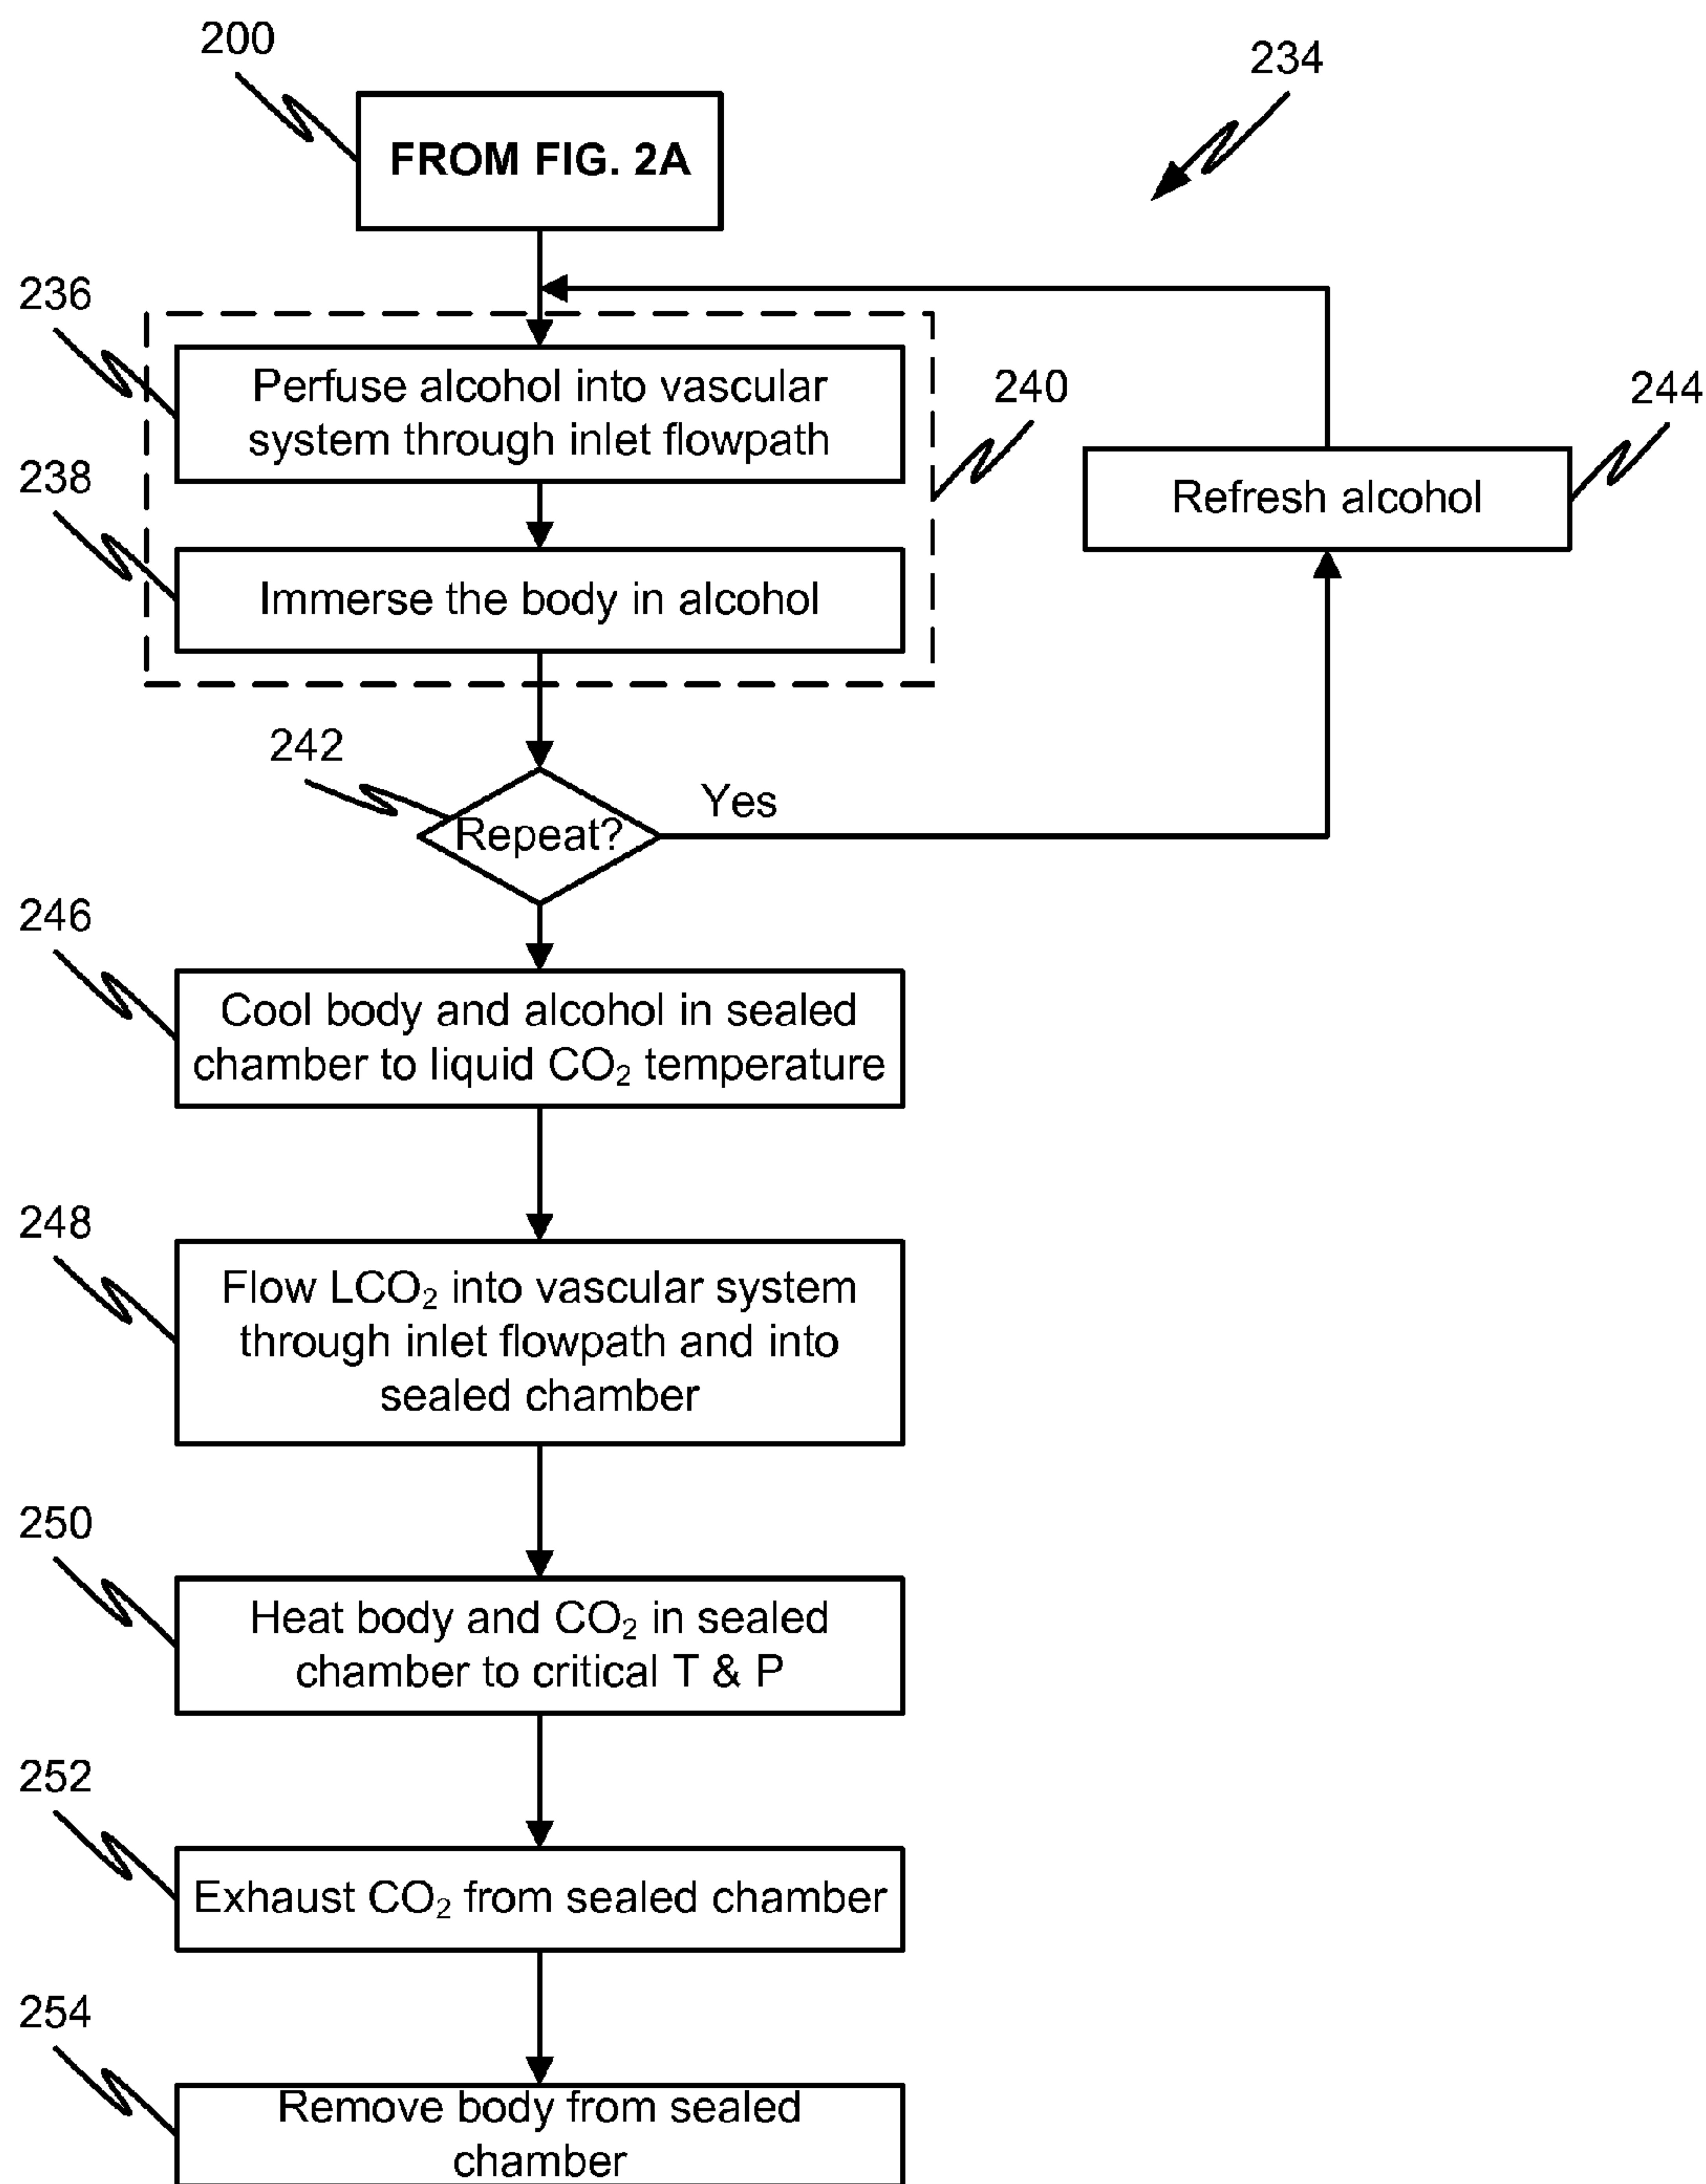 200
234
FROM FIG. 2A
236
Perfuse alcohol into vascular
system through inlet flowpath
240
244
Refresh alcohol
238
Immerse the body in alcohol
242
Yes
Repeat?
246
Cool body and alcohol in sealed
chamber to liquid CO₂ temperature
248
Flow LCO₂ into vascular system
through inlet flowpath and into
sealed chamber
250
Heat body and CO₂ in sealed
chamber to critical T & P
252
Exhaust CO₂ from sealed chamber
254
Remove body from sealed
chamber